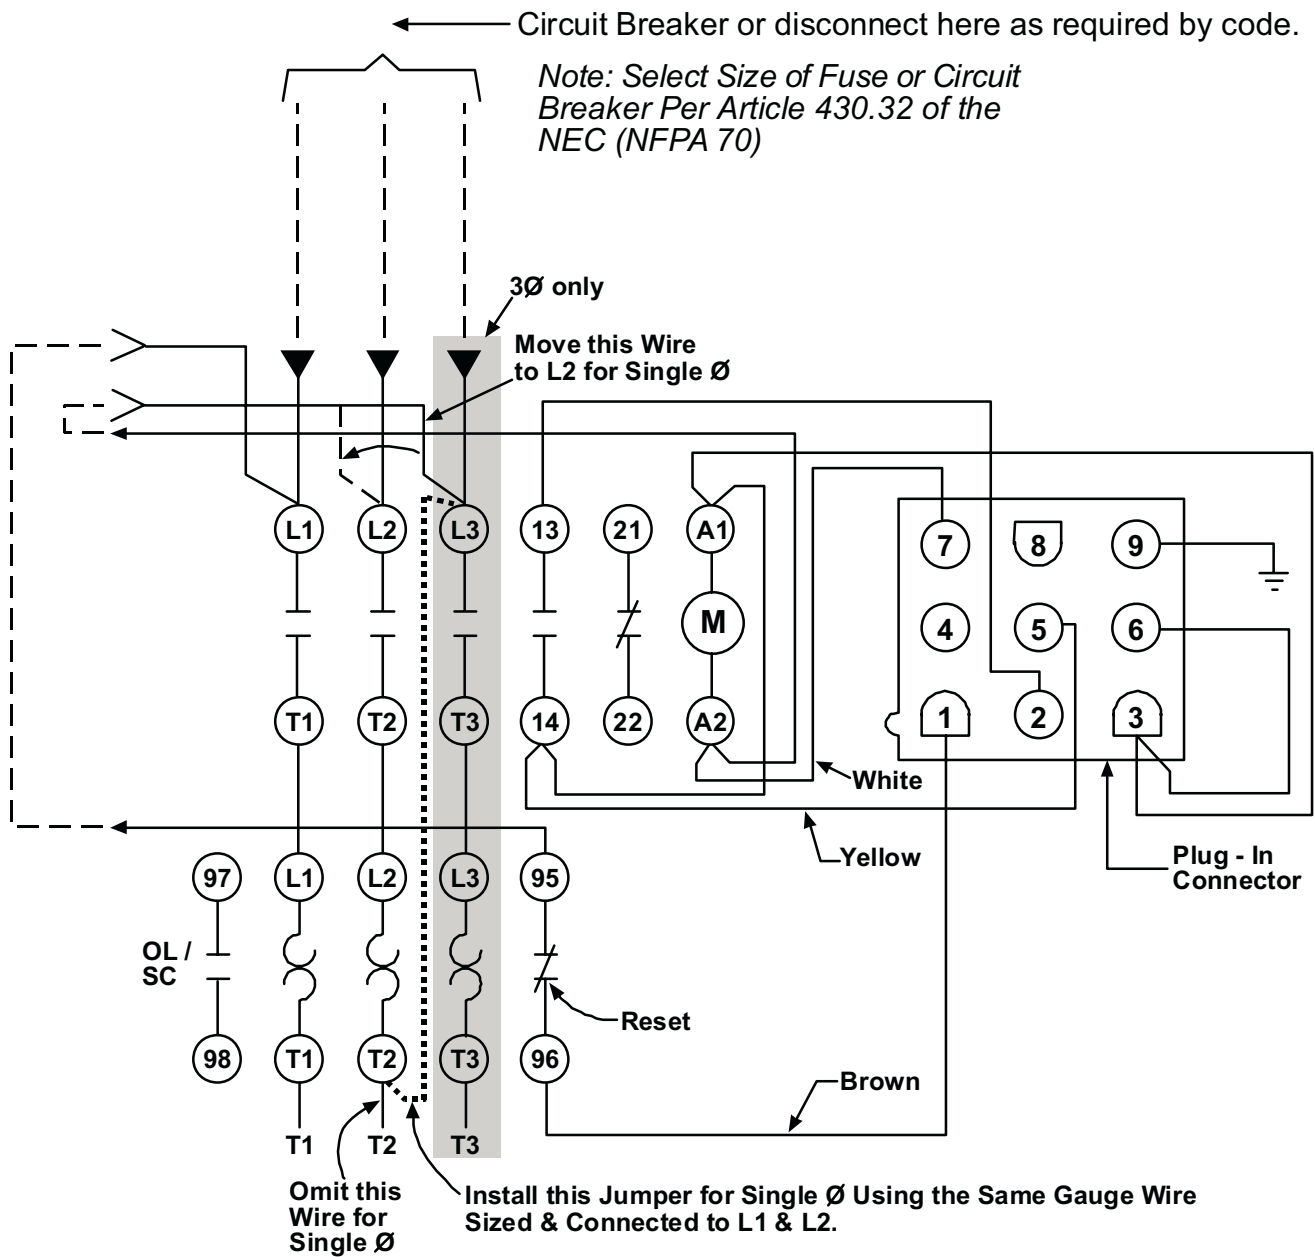 Circuit Breaker or disconnect here as required by code.
Note: Select Size of Fuse or Circuit
Breaker Per Article 430.32 of the
NEC (NFPA 70)
3Ø only
Move this Wire
to L2 for Single Ø
L1 L2 L3 13 21 A1
7 8 9
M
4 5 6
T1 T2 T3 14 22 A2
1 2 3
White
Yellow
Plug - In
Connector
97 L1 L2 L3 95
OL /
SC
Reset
98 T1 T2 T3 96
Brown
T1 T2 T3
Omit this
Wire for
Single Ø
Install this Jumper for Single Ø Using the Same Gauge Wire
Sized & Connected to L1 & L2.